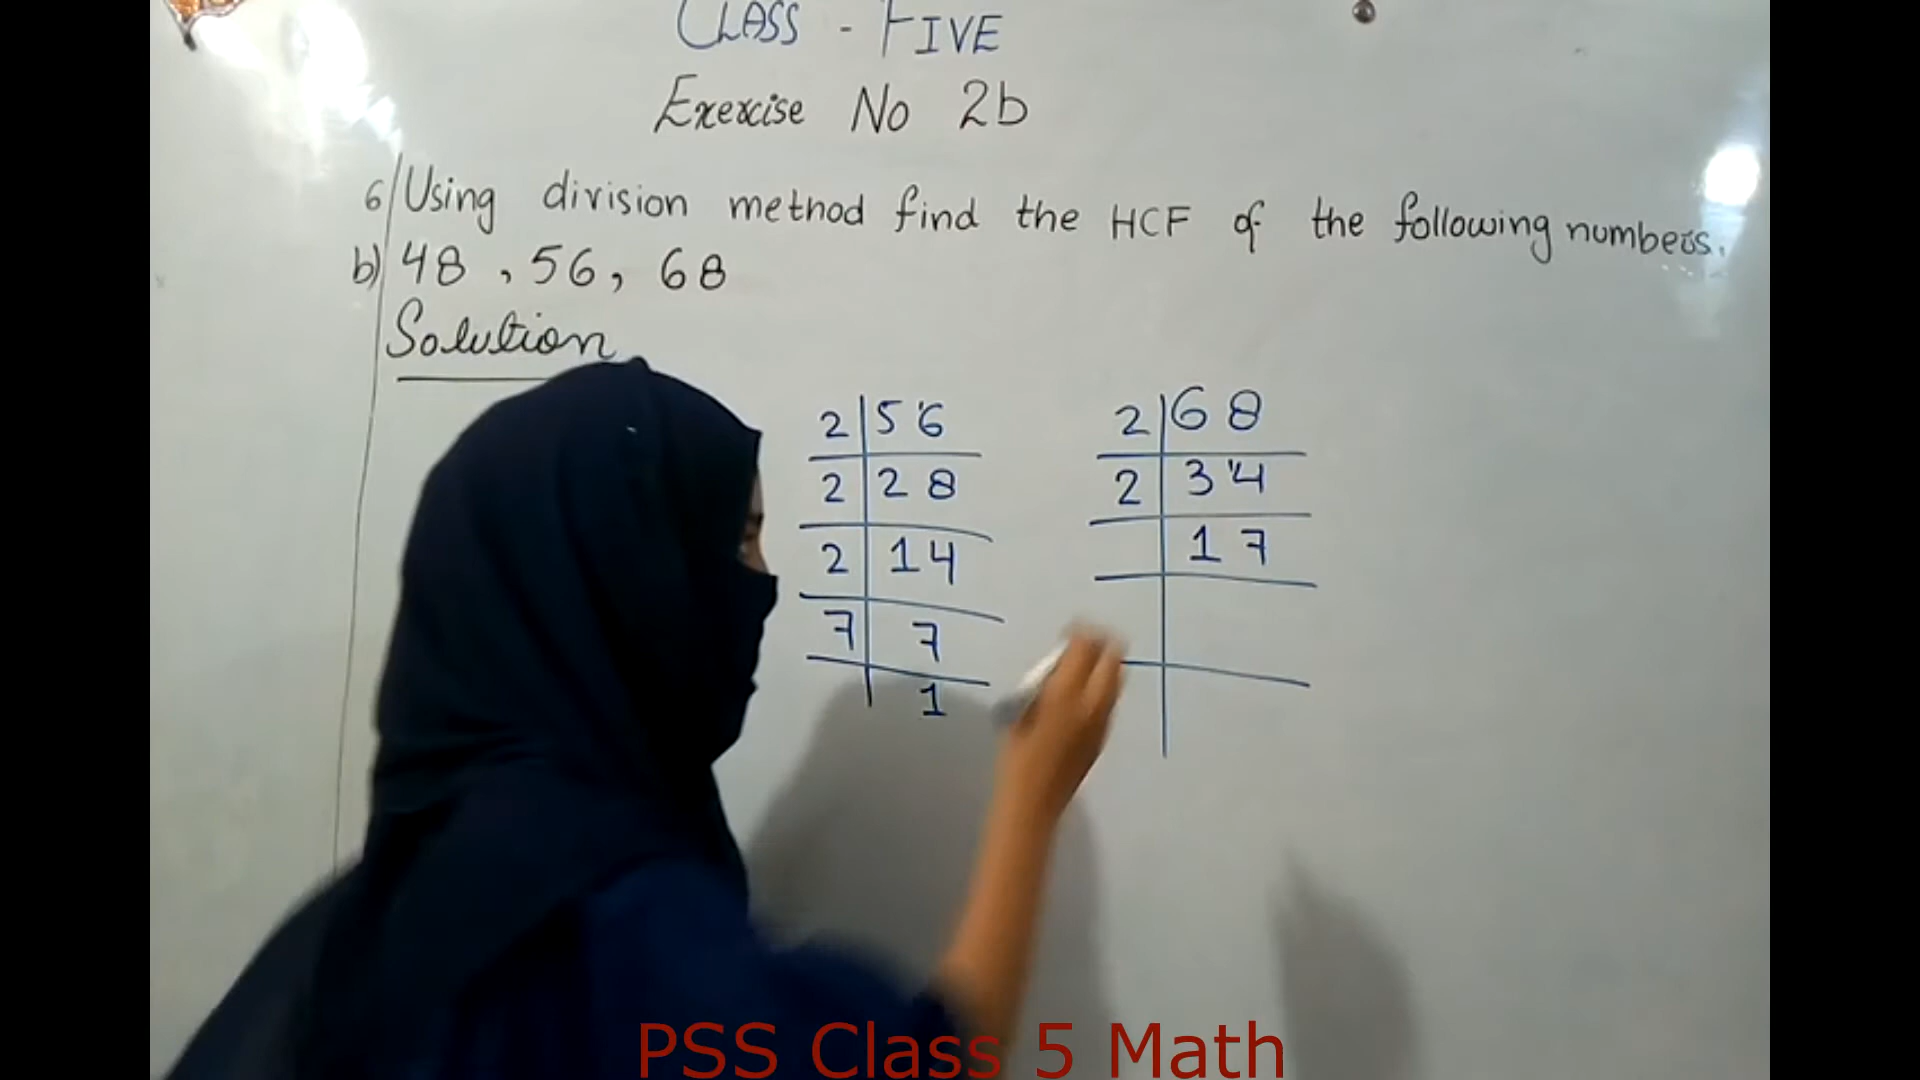 CLASS - FIVE
Exercise No 2b
6/ Using division method find the HCF of the following numbers.
b) 48 , 56, 68
Solution
2 56
2 28
2 14
7 7
1
2 68
2 34
17
PSS Class 5 Math